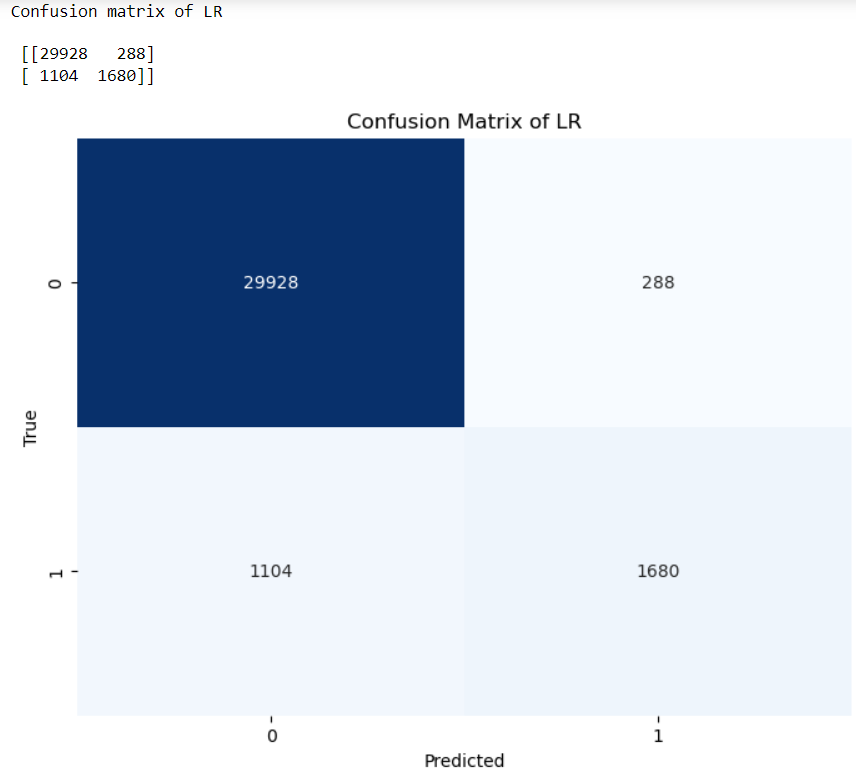 Confusion matrix of LR
[[29928   288]
[ 1104  1680]]
Confusion Matrix of LR
0
29928
288
True
1
1104
1680
0
1
Predicted